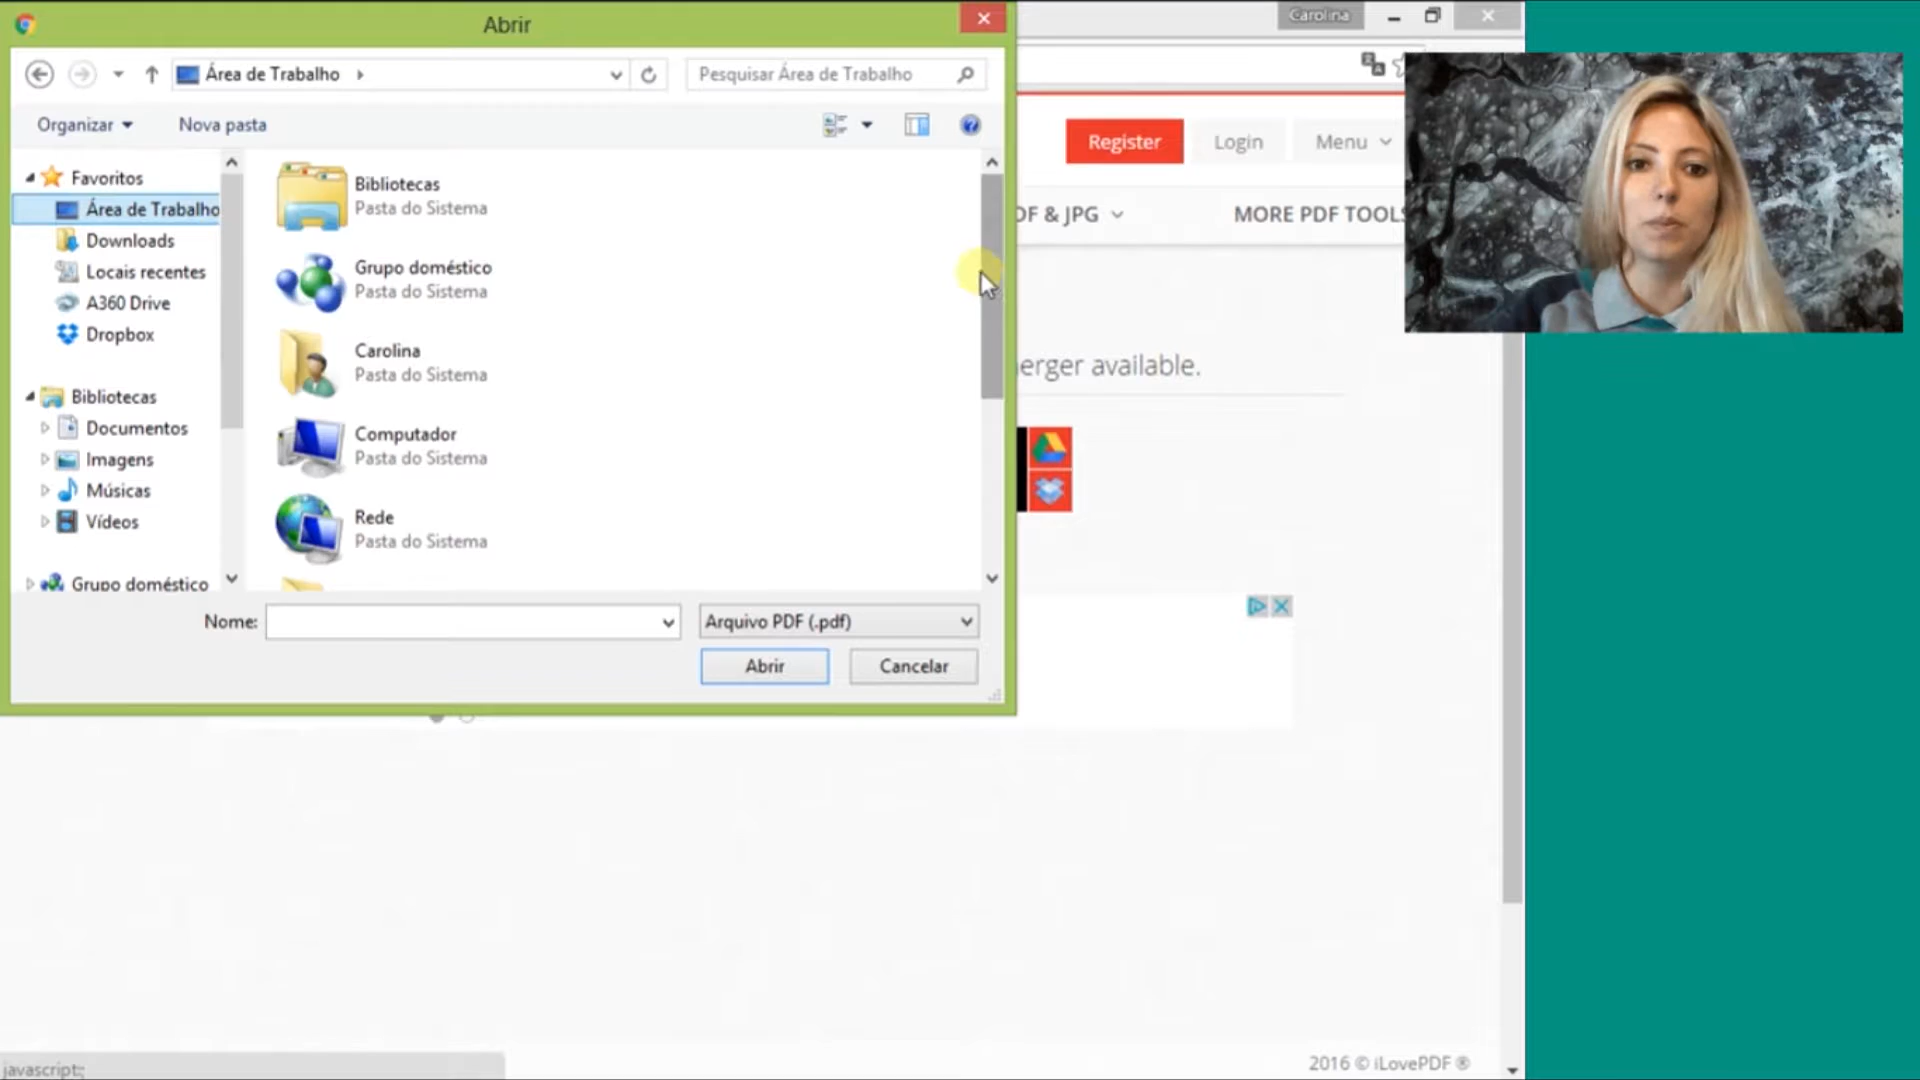 Abrir
Carolina
Área de Trabalho
Pesquisar Área de Trabalho
Organizar
Nova pasta
Register
Login
Menu
Favoritos
Área de Trabalho
Downloads
Locais recentes
A360 Drive
Dropbox
Bibliotecas
Documentos
Imagens
Músicas
Vídeos
Grupo doméstico
Bibliotecas
Pasta do Sistema
Grupo doméstico
Pasta do Sistema
Carolina
Pasta do Sistema
Computador
Pasta do Sistema
Rede
Pasta do Sistema
& JPG
MORE PDF TOOLS
available.
Nome:
Arquivo PDF (.pdf)
Abrir
Cancelar
javascript:;
2016 © iLovePDF ®